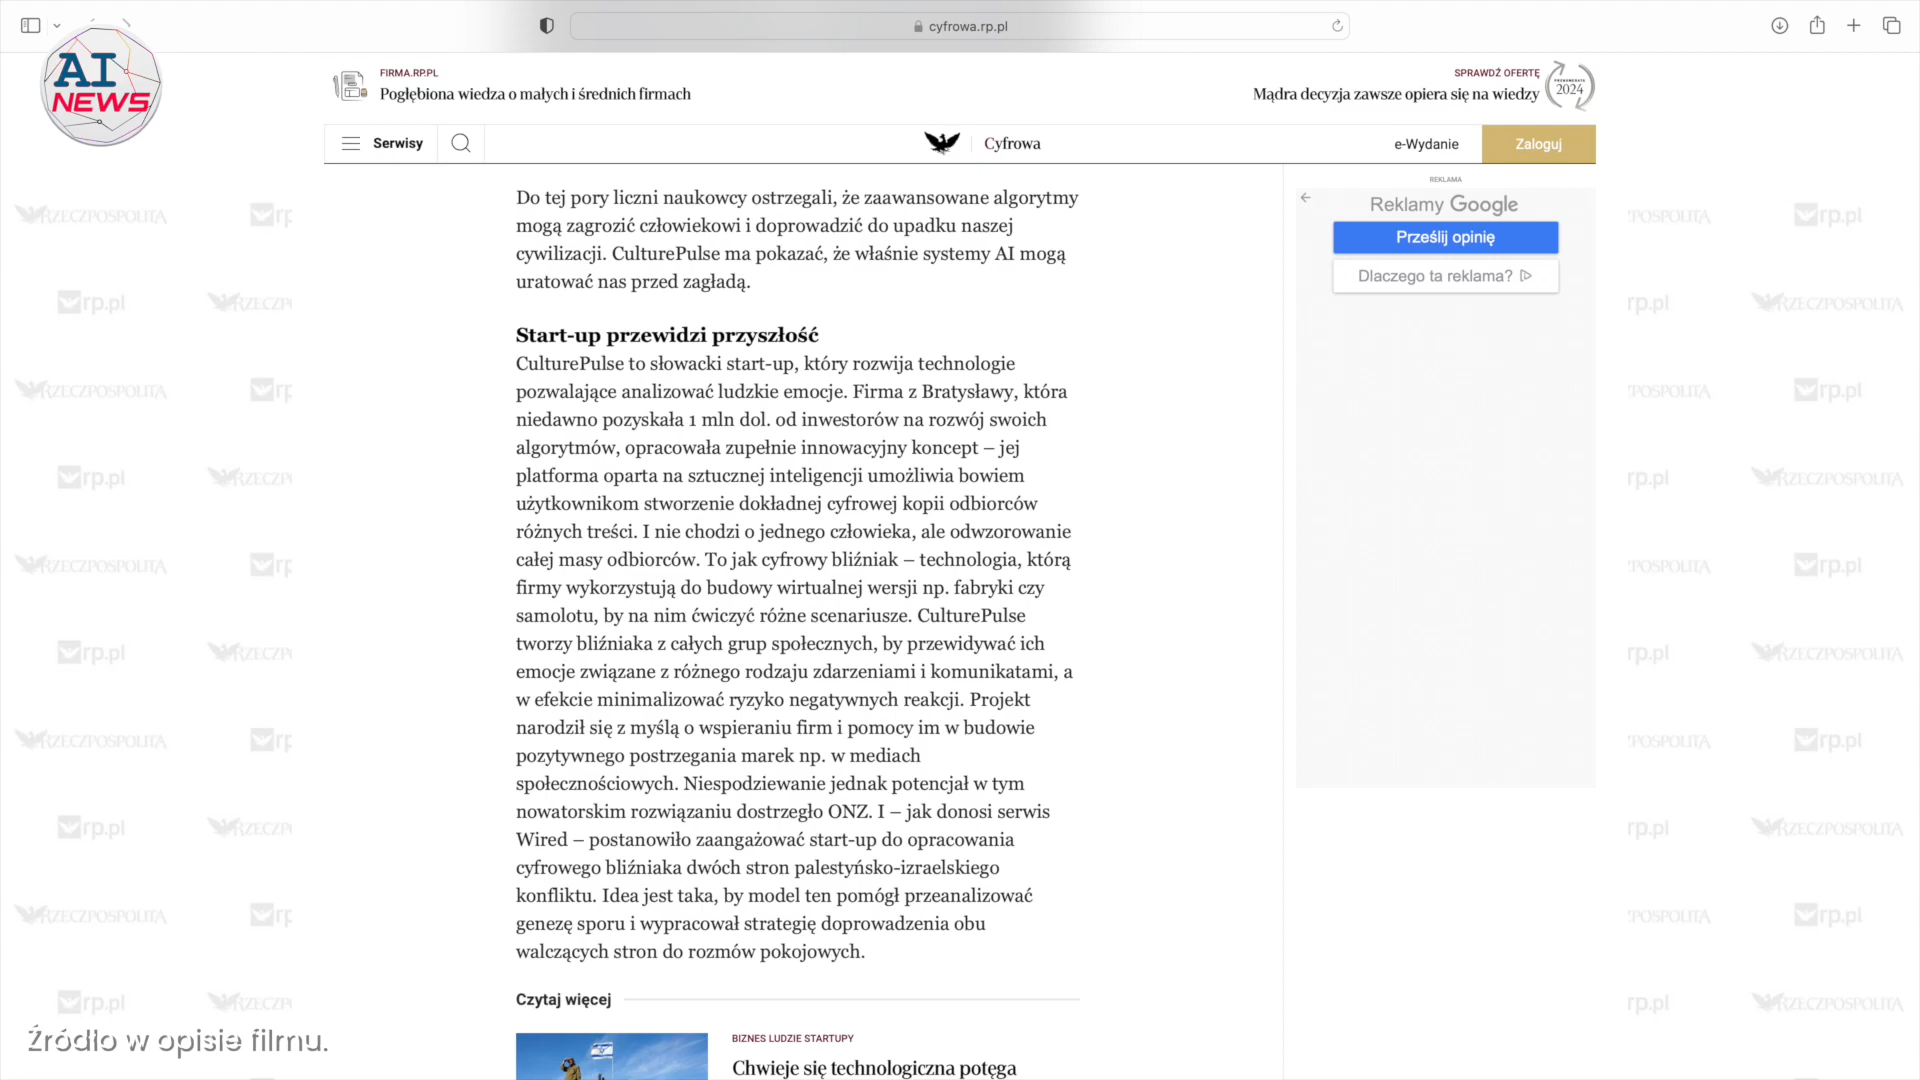 cyfrowa.rp.pl
AI
NEWS
FIRMA.RP.PL
Pogłębiona wiedza o małych i średnich firmach
SPRAWDŹ OFERTĘ
Mądra decyzja zawsze opiera się na wiedzy
PRENUMERATA
2024
Serwisy
Cyfrowa
e-Wydanie
Zaloguj
Do tej pory liczni naukowcy ostrzegali, że zaawansowane algorytmy
mogą zagrozić człowiekowi i doprowadzić do upadku naszej
cywilizacji. CulturePulse ma pokazać, że właśnie systemy AI mogą
uratować nas przed zagładą.
Start-up przewidzi przyszłość
CulturePulse to słowacki start-up, który rozwija technologie
pozwalające analizować ludzkie emocje. Firma z Bratysławy, która
niedawno pozyskała 1 mln dol. od inwestorów na rozwój swoich
algorytmów, opracowała zupełnie innowacyjny koncept – jej
platforma oparta na sztucznej inteligencji umożliwia bowiem
użytkownikom stworzenie dokładnej cyfrowej kopii odbiorców
różnych treści. I nie chodzi o jednego człowieka, ale odwzorowanie
całej masy odbiorców. To jak cyfrowy bliźniak – technologia, którą
firmy wykorzystują do budowy wirtualnej wersji np. fabryki czy
samolotu, by na nim ćwiczyć różne scenariusze. CulturePulse
tworzy bliźniaka z całych grup społecznych, by przewidywać ich
emocje związane z różnego rodzaju zdarzeniami i komunikatami, a
w efekcie minimalizować ryzyko negatywnych reakcji. Projekt
narodził się z myślą o wspieraniu firm i pomocy im w budowie
pozytywnego postrzegania marek np. w mediach
społecznościowych. Niespodziewanie jednak potencjał w tym
nowatorskim rozwiązaniu dostrzegło ONZ. I – jak donosi serwis
Wired – postanowiło zaangażować start-up do opracowania
cyfrowego bliźniaka dwóch stron palestyńsko-izraelskiego
konfliktu. Idea jest taka, by model ten pomógł przeanalizować
genezę sporu i wypracował strategię doprowadzenia obu
walczących stron do rozmów pokojowych.
Czytaj więcej
BIZNES LUDZIE STARTUPY
Chwieje się technologiczna potęga
REKLAMA
Reklamy Google
Prześlij opinię
Dlaczego ta reklama?
Źródło w opisie filmu.